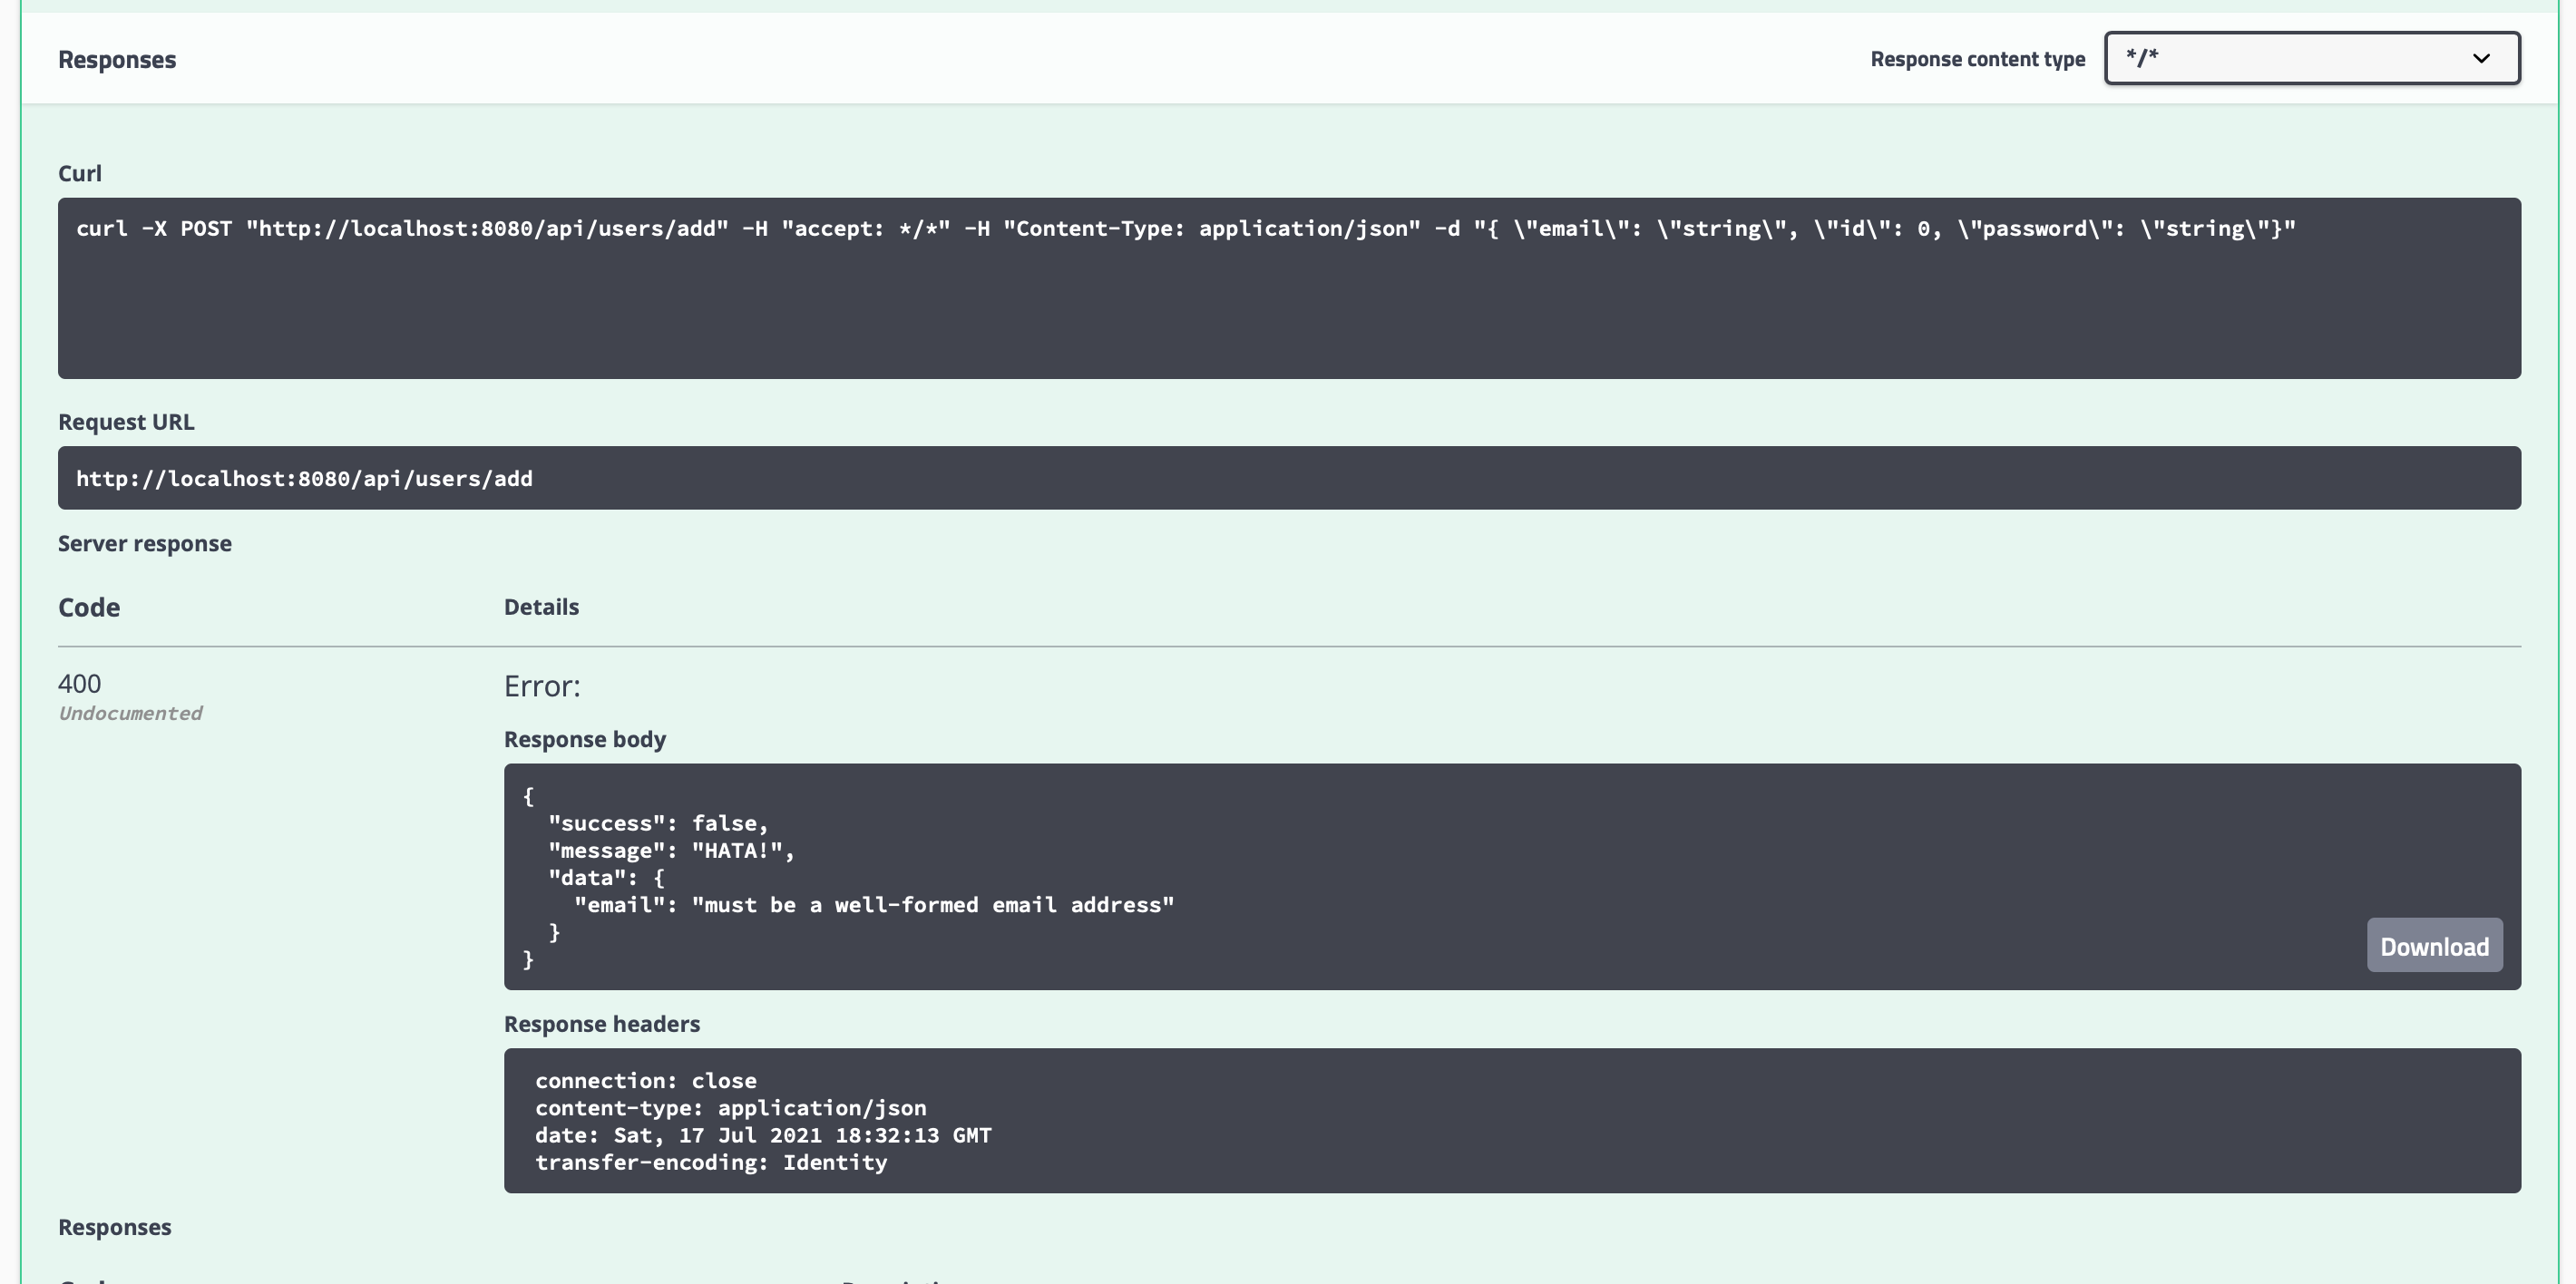 Responses
Response content type
*/*
Curl
curl -X POST "http://localhost:8080/api/users/add" -H "accept: */*" -H "Content-Type: application/json" -d "{ \"email\": \"string\", \"id\": 0, \"password\": \"string\"}"
Request URL
http://localhost:8080/api/users/add
Server response
Code Details
400
Undocumented
Error:
Response body
{
  "success": false,
  "message": "HATA!",
  "data": {
    "email": "must be a well-formed email address"
  }
}
Download
Response headers
connection: close
content-type: application/json
date: Sat, 17 Jul 2021 18:32:13 GMT
transfer-encoding: Identity
Responses